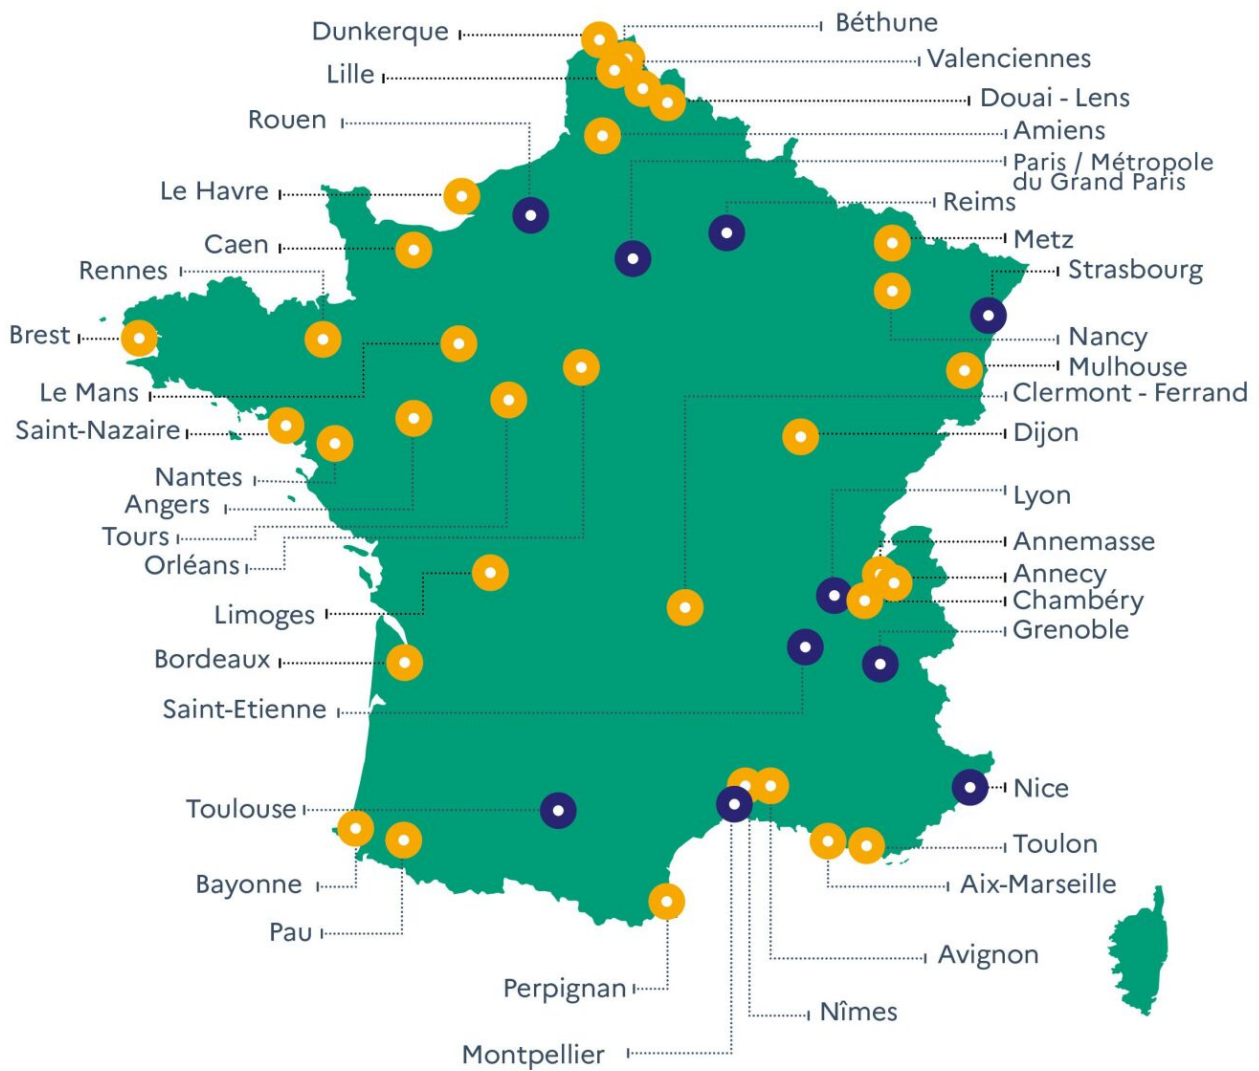 Dunkerque
Béthune
Lille
Valenciennes
Douai - Lens
Rouen
Amiens
Paris / Métropole
du Grand Paris
Le Havre
Reims
Caen
Metz
Rennes
Strasbourg
Brest
Nancy
Mulhouse
Le Mans
Clermont - Ferrand
Saint-Nazaire
Dijon
Nantes
Lyon
Angers
Tours
Annemasse
Orléans
Annecy
Chambéry
Limoges
Grenoble
Bordeaux
Saint-Etienne
Nice
Toulouse
Toulon
Bayonne
Aix-Marseille
Pau
Avignon
Perpignan
Nîmes
Montpellier